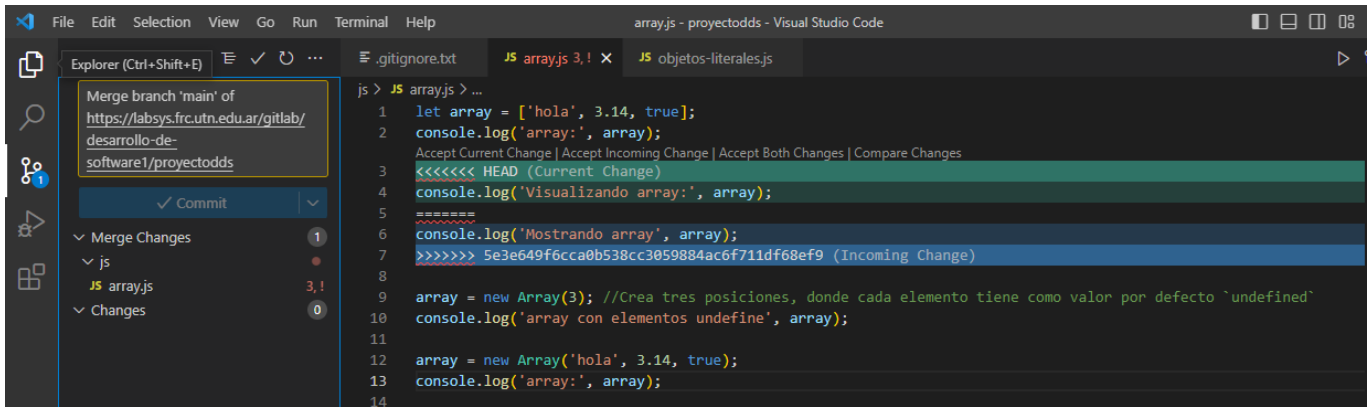 File Edit Selection View Go Run Terminal Help
array.js - proyectodds - Visual Studio Code
Explorer (Ctrl+Shift+E)
.gitignore.txt
JS array.js 3, !
JS objetos-literales.js
Merge branch 'main' of
https://labsys.frc.utn.edu.ar/gitlab/
desarrollo-de-
software1/proyectodds
1
Commit
Merge Changes 1
js
JS array.js 3, !
Changes 0
js > JS array.js > ...
1 let array = ['hola', 3.14, true];
2 console.log('array:', array);
Accept Current Change | Accept Incoming Change | Accept Both Changes | Compare Changes
3 <<<<<<< HEAD (Current Change)
4 console.log('Visualizando array:', array);
5 =======
6 console.log('Mostrando array', array);
7 >>>>>>> 5e3e649f6cca0b538cc3059884ac6f711df68ef9 (Incoming Change)
8
9 array = new Array(3); //Crea tres posiciones, donde cada elemento tiene como valor por defecto `undefined`
10 console.log('array con elementos undefine', array);
11
12 array = new Array('hola', 3.14, true);
13 console.log('array:', array);
14